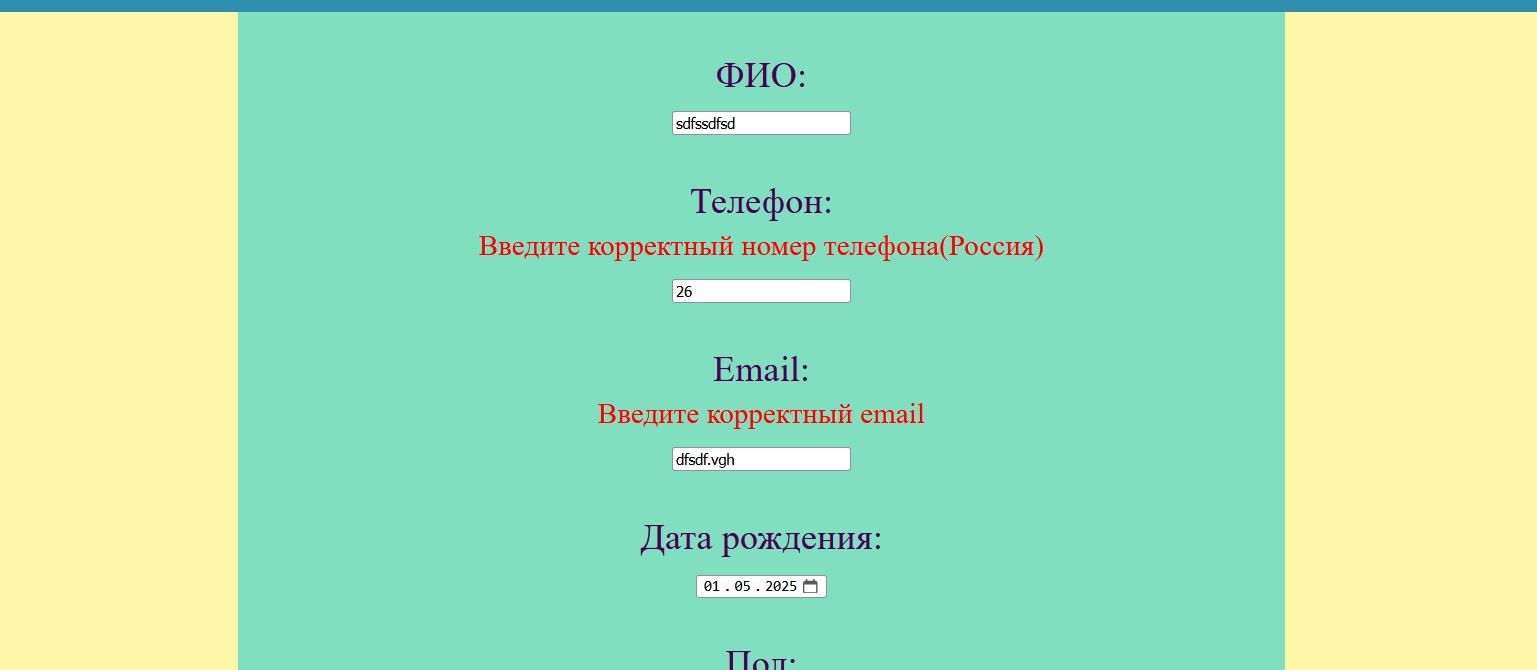 ФИО:
sdfssdfsd
Телефон:
Введите корректный номер телефона(Россия)
26
Email:
Введите корректный email
dfsdf.vgh
Дата рождения:
01.05.2025
Пол: